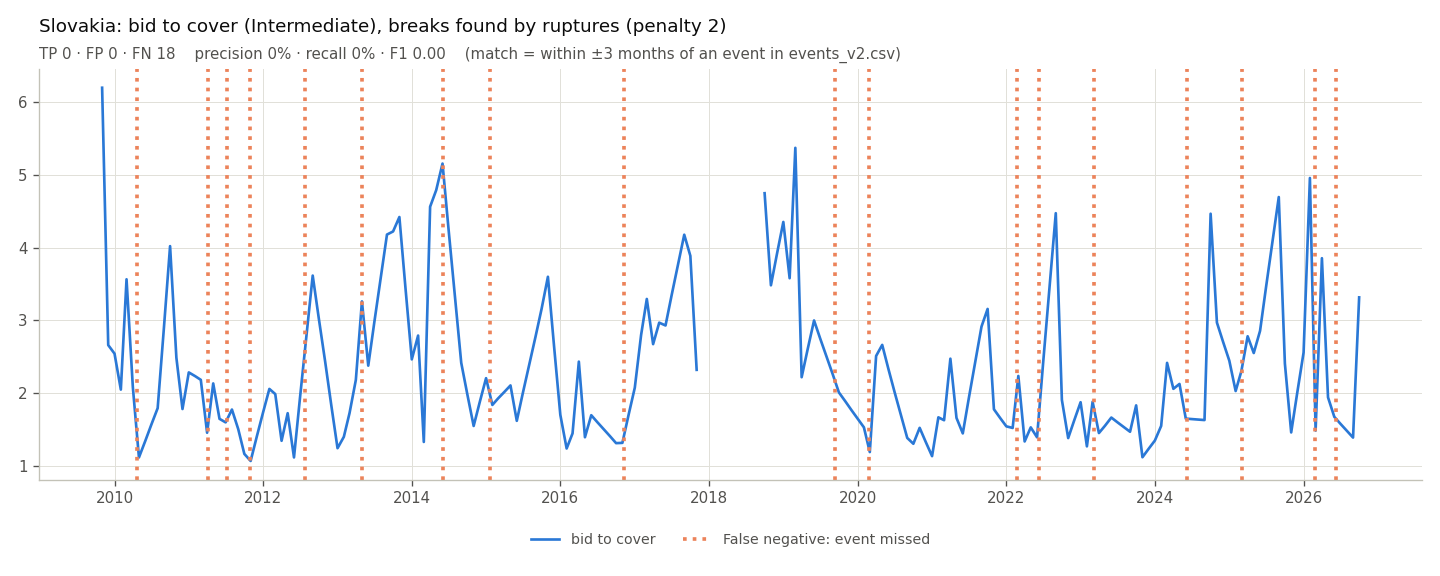 Slovakia: bid to cover (Intermediate), breaks found by ruptures (penalty 2)
TP 0 · FP 0 · FN 18    precision 0% · recall 0% · F1 0.00    (match = within ±3 months of an event in events_v2.csv)
6
5
4
3
2
1
2010 2012 2014 2016 2018 2020 2022 2024 2026
bid to cover    False negative: event missed